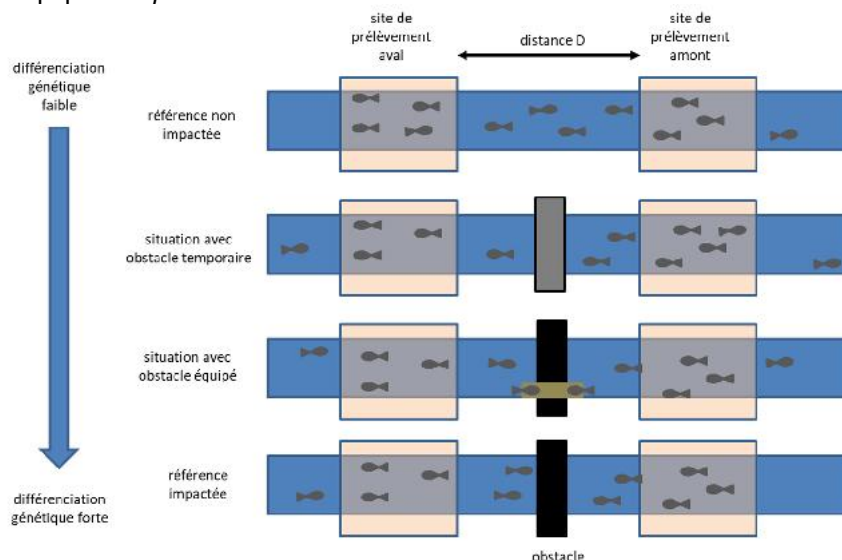 site de
prélèvement
aval
distance D
site de
prélèvement
amont
différenciation
génétique
faible
référence non
impactée
situation avec
obstacle temporaire
situation avec
obstacle équipé
référence
impactée
différenciation
génétique forte
obstacle